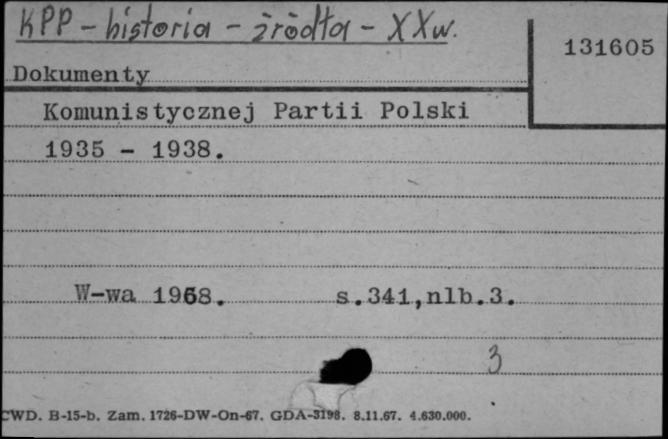 KPP - historia - źródła - XX w.
131605
Dokumenty
Komunistycznej Partii Polski
1935 - 1938.
W-wa 1968. s.341,nlb.3.
3
CWD. B-15-b. Zam. 1726-DW-On-67. GDA-3198. 8.11.67. 4.630.000.